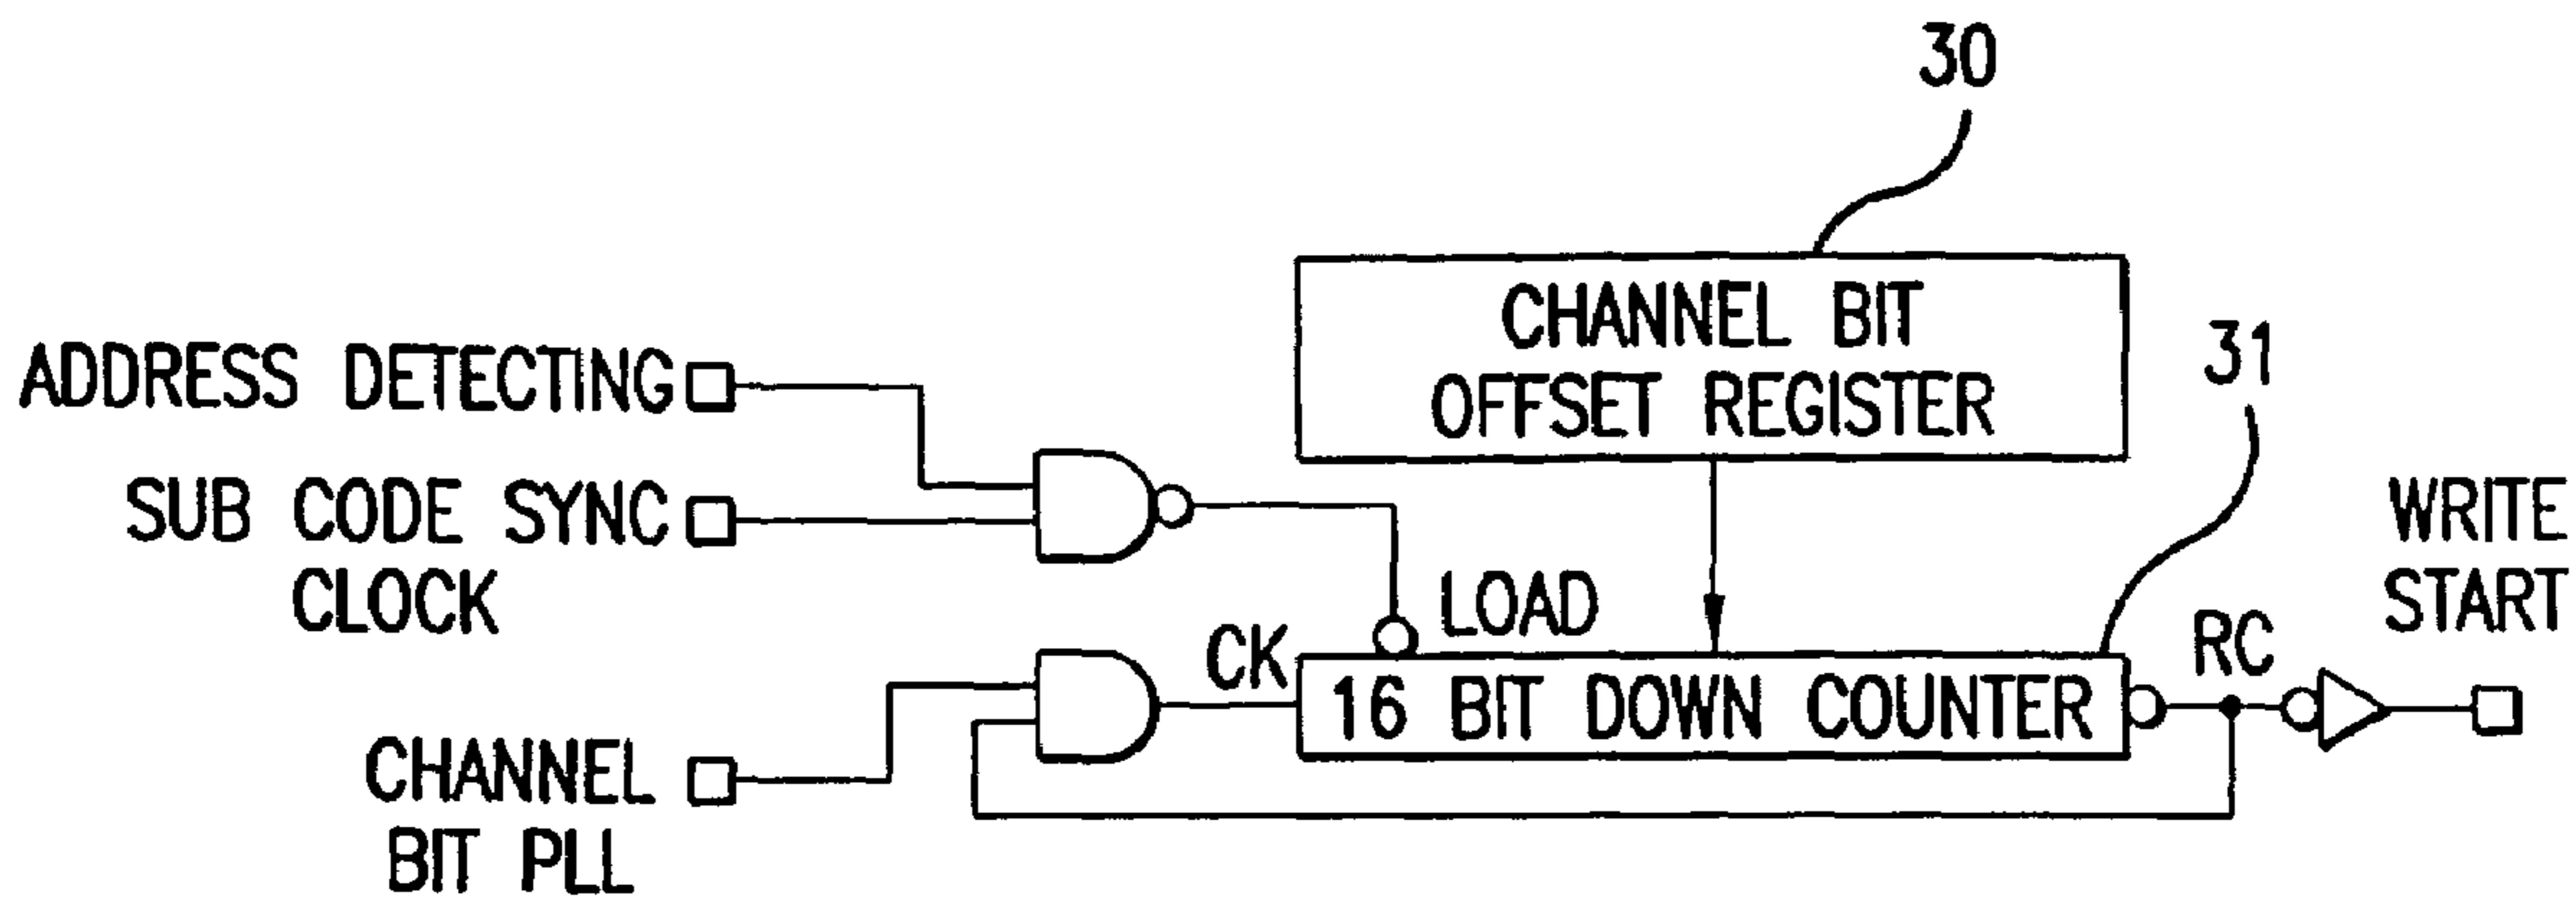 30
CHANNEL BIT
OFFSET REGISTER
31
ADDRESS DETECTING
SUB CODE SYNC
CLOCK
LOAD
CK
16 BIT DOWN COUNTER
RC
WRITE
START
CHANNEL
BIT PLL